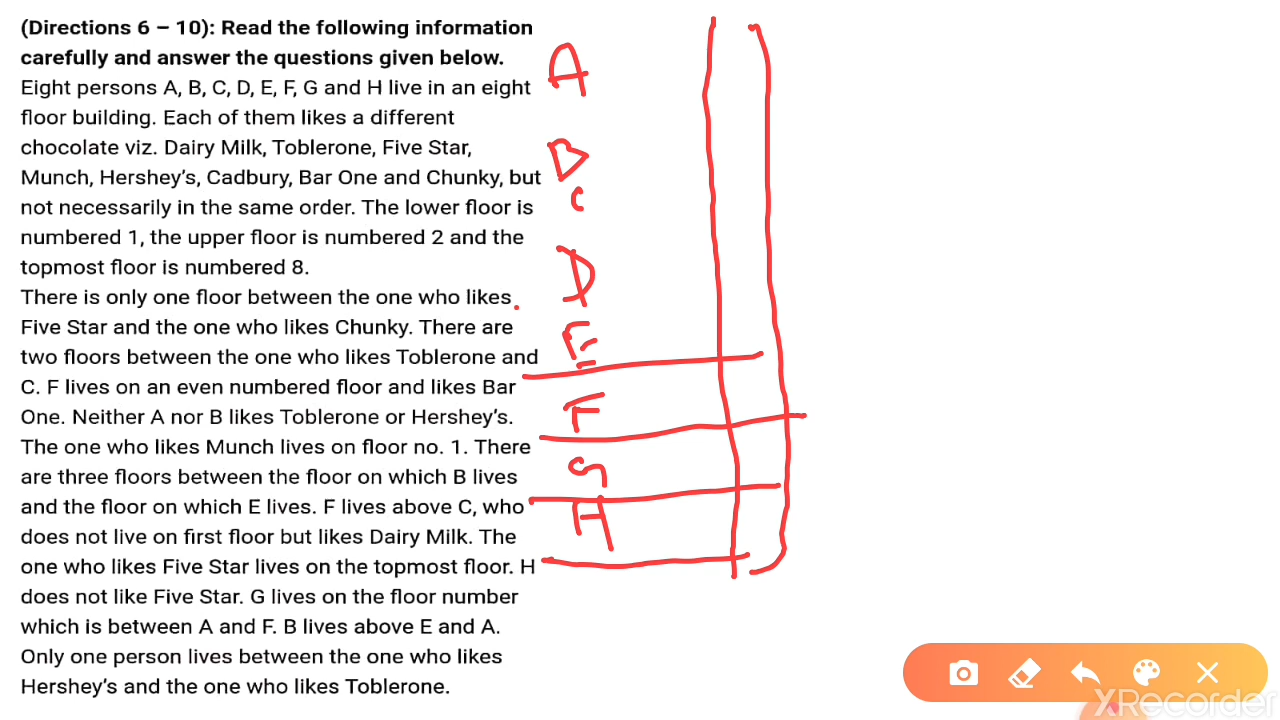 (Directions 6 – 10): Read the following information
carefully and answer the questions given below.
Eight persons A, B, C, D, E, F, G and H live in an eight
floor building. Each of them likes a different
chocolate viz. Dairy Milk, Toblerone, Five Star,
Munch, Hershey's, Cadbury, Bar One and Chunky, but
not necessarily in the same order. The lower floor is
numbered 1, the upper floor is numbered 2 and the
topmost floor is numbered 8.
There is only one floor between the one who likes
Five Star and the one who likes Chunky. There are
two floors between the one who likes Toblerone and
C. F lives on an even numbered floor and likes Bar
One. Neither A nor B likes Toblerone or Hershey's.
The one who likes Munch lives on floor no. 1. There
are three floors between the floor on which B lives
and the floor on which E lives. F lives above C, who
does not live on first floor but likes Dairy Milk. The
one who likes Five Star lives on the topmost floor. H
does not like Five Star. G lives on the floor number
which is between A and F. B lives above E and A.
Only one person lives between the one who likes
Hershey's and the one who likes Toblerone.
A
B
C
D
E
F
G
H
XRecorder